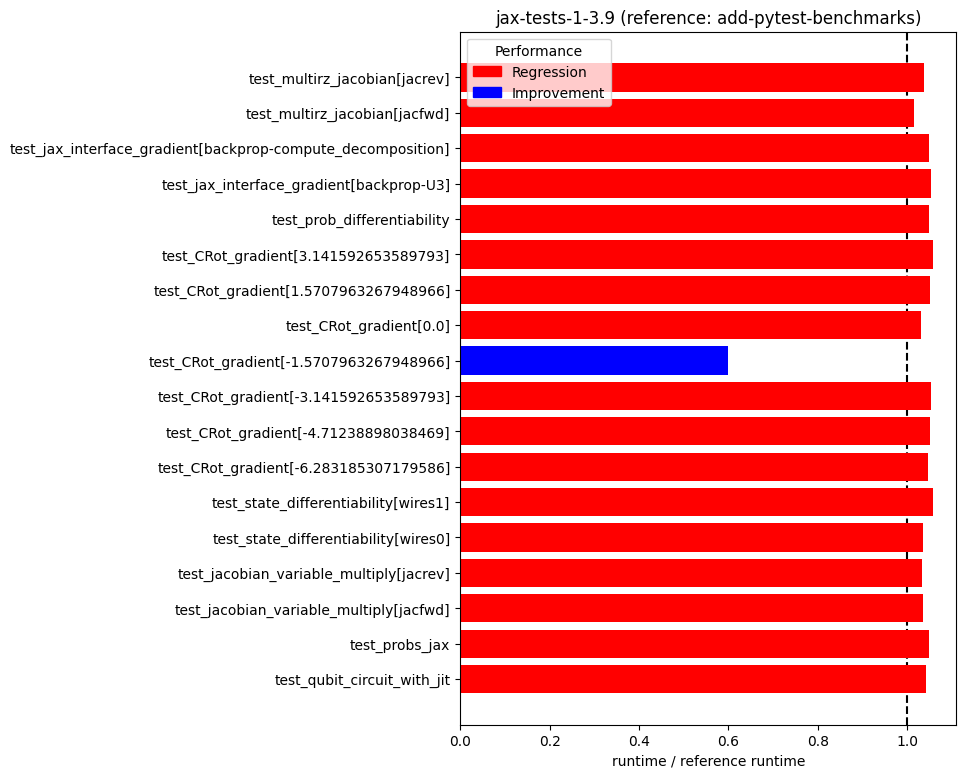 jax-tests-1-3.9 (reference: add-pytest-benchmarks)
Performance
Regression
Improvement
test_multirz_jacobian[jacrev]
test_multirz_jacobian[jacfwd]
test_jax_interface_gradient[backprop-compute_decomposition]
test_jax_interface_gradient[backprop-U3]
test_prob_differentiability
test_CRot_gradient[3.141592653589793]
test_CRot_gradient[1.5707963267948966]
test_CRot_gradient[0.0]
test_CRot_gradient[-1.5707963267948966]
test_CRot_gradient[-3.141592653589793]
test_CRot_gradient[-4.71238898038469]
test_CRot_gradient[-6.283185307179586]
test_state_differentiability[wires1]
test_state_differentiability[wires0]
test_jacobian_variable_multiply[jacrev]
test_jacobian_variable_multiply[jacfwd]
test_probs_jax
test_qubit_circuit_with_jit
0.0 0.2 0.4 0.6 0.8 1.0
runtime / reference runtime